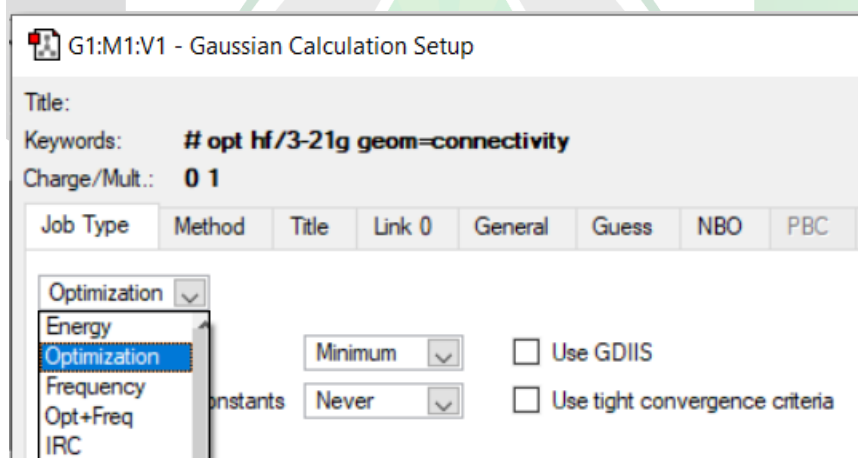 G1:M1:V1 - Gaussian Calculation Setup
Title:
Keywords: # opt hf/3-21g geom=connectivity
Charge/Mult.: 0 1
Job Type Method Title Link 0 General Guess NBO PBC
Optimization
Energy
Optimization Minimum Use GDIIS
Frequency
onstants Never Use tight convergence criteria
Opt+Freq
IRC